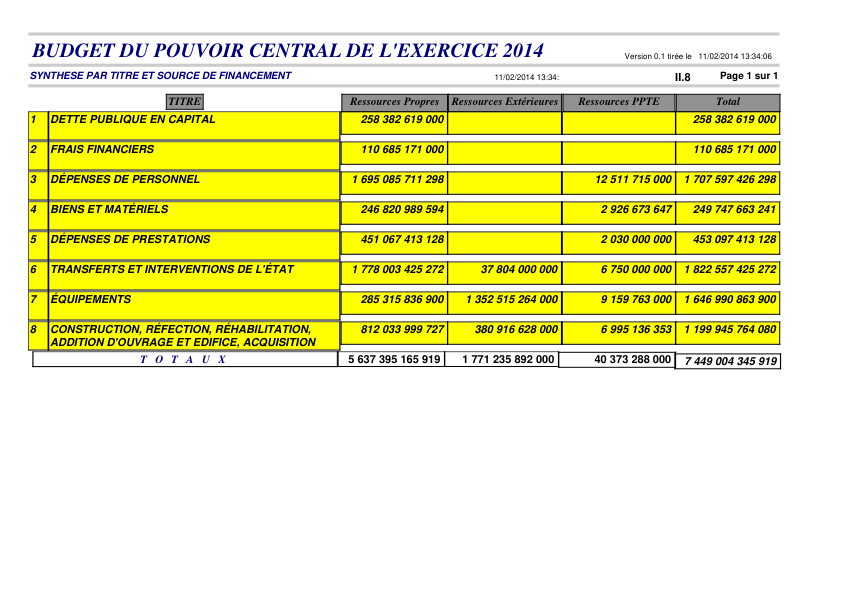 BUDGET DU POUVOIR CENTRAL DE L'EXERCICE 2014
Version 0.1 tirée le 11/02/2014 13:34:06
SYNTHESE PAR TITRE ET SOURCE DE FINANCEMENT 11/02/2014 13:34: II.8 Page 1 sur 1
TITRE Ressources Propres Ressources Extérieures Ressources PPTE Total
1 DETTE PUBLIQUE EN CAPITAL 258 382 619 000 258 382 619 000
2 FRAIS FINANCIERS 110 685 171 000 110 685 171 000
3 DÉPENSES DE PERSONNEL 1 695 085 711 298 12 511 715 000 1 707 597 426 298
4 BIENS ET MATÉRIELS 246 820 989 594 2 926 673 647 249 747 663 241
5 DÉPENSES DE PRESTATIONS 451 067 413 128 2 030 000 000 453 097 413 128
6 TRANSFERTS ET INTERVENTIONS DE L'ÉTAT 1 778 003 425 272 37 804 000 000 6 750 000 000 1 822 557 425 272
7 ÉQUIPEMENTS 285 315 836 900 1 352 515 264 000 9 159 763 000 1 646 990 863 900
8 CONSTRUCTION, RÉFECTION, RÉHABILITATION, 812 033 999 727 380 916 628 000 6 995 136 353 1 199 945 764 080
ADDITION D'OUVRAGE ET EDIFICE, ACQUISITION
T O T A U X 5 637 395 165 919 1 771 235 892 000 40 373 288 000 7 449 004 345 919